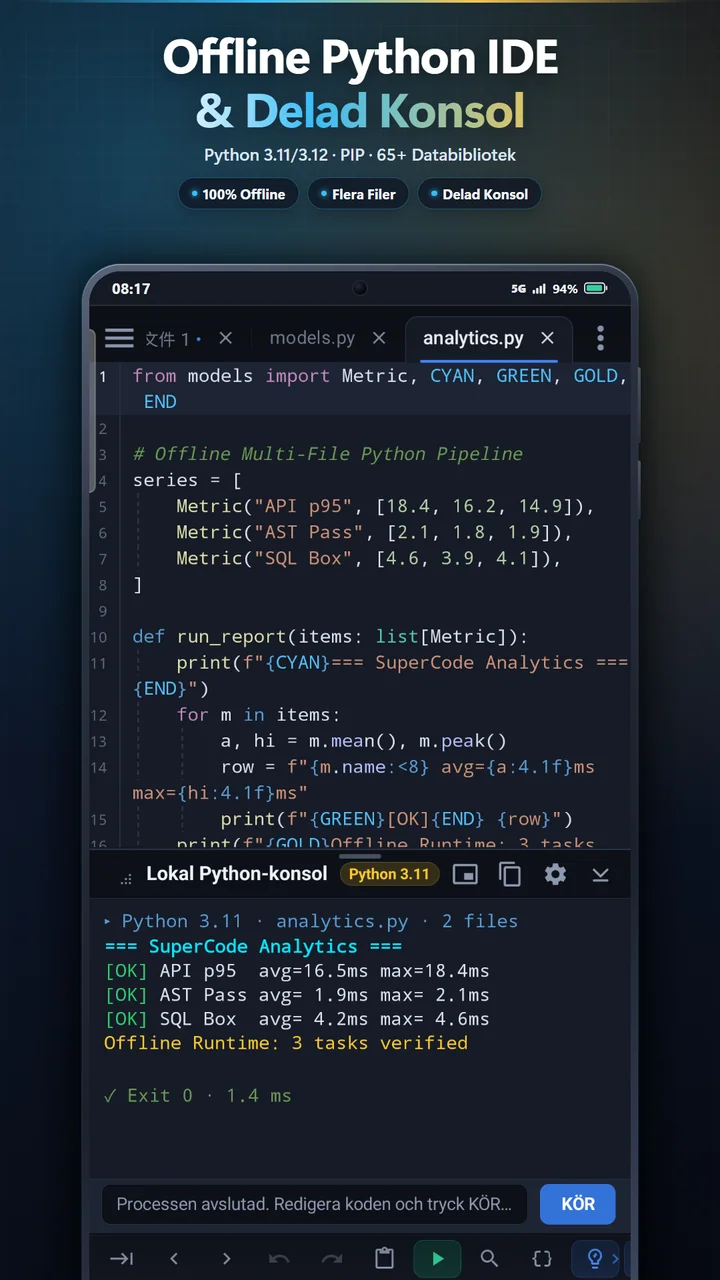 Offline Python IDE
& Delad Konsol
Python 3.11/3.12 · PIP · 65+ Databibliotek
100% Offline
Flera Filer
Delad Konsol
08:17
5G 94%
文件 1 •
models.py
analytics.py
1 from models import Metric, CYAN, GREEN, GOLD,
END
2
3 # Offline Multi-File Python Pipeline
4 series = [
5 Metric("API p95", [18.4, 16.2, 14.9]),
6 Metric("AST Pass", [2.1, 1.8, 1.9]),
7 Metric("SQL Box", [4.6, 3.9, 4.1]),
8 ]
9
10 def run_report(items: list[Metric]):
11 print(f"{CYAN}=== SuperCode Analytics ===
{END}")
12 for m in items:
13 a, hi = m.mean(), m.peak()
14 row = f"{m.name:<8} avg={a:4.1f}ms
max={hi:4.1f}ms"
15 print(f"{GREEN}[OK]{END} {row}")
16 print(f"{GOLD}Offline Runtime: 3 tasks
Lokal Python-konsol
Python 3.11
▸ Python 3.11 · analytics.py · 2 files
=== SuperCode Analytics ===
[OK] API p95 avg=16.5ms max=18.4ms
[OK] AST Pass avg= 1.9ms max= 2.1ms
[OK] SQL Box avg= 4.2ms max= 4.6ms
Offline Runtime: 3 tasks verified
✓ Exit 0 · 1.4 ms
Processen avslutad. Redigera koden och tryck KÖR...
KÖR